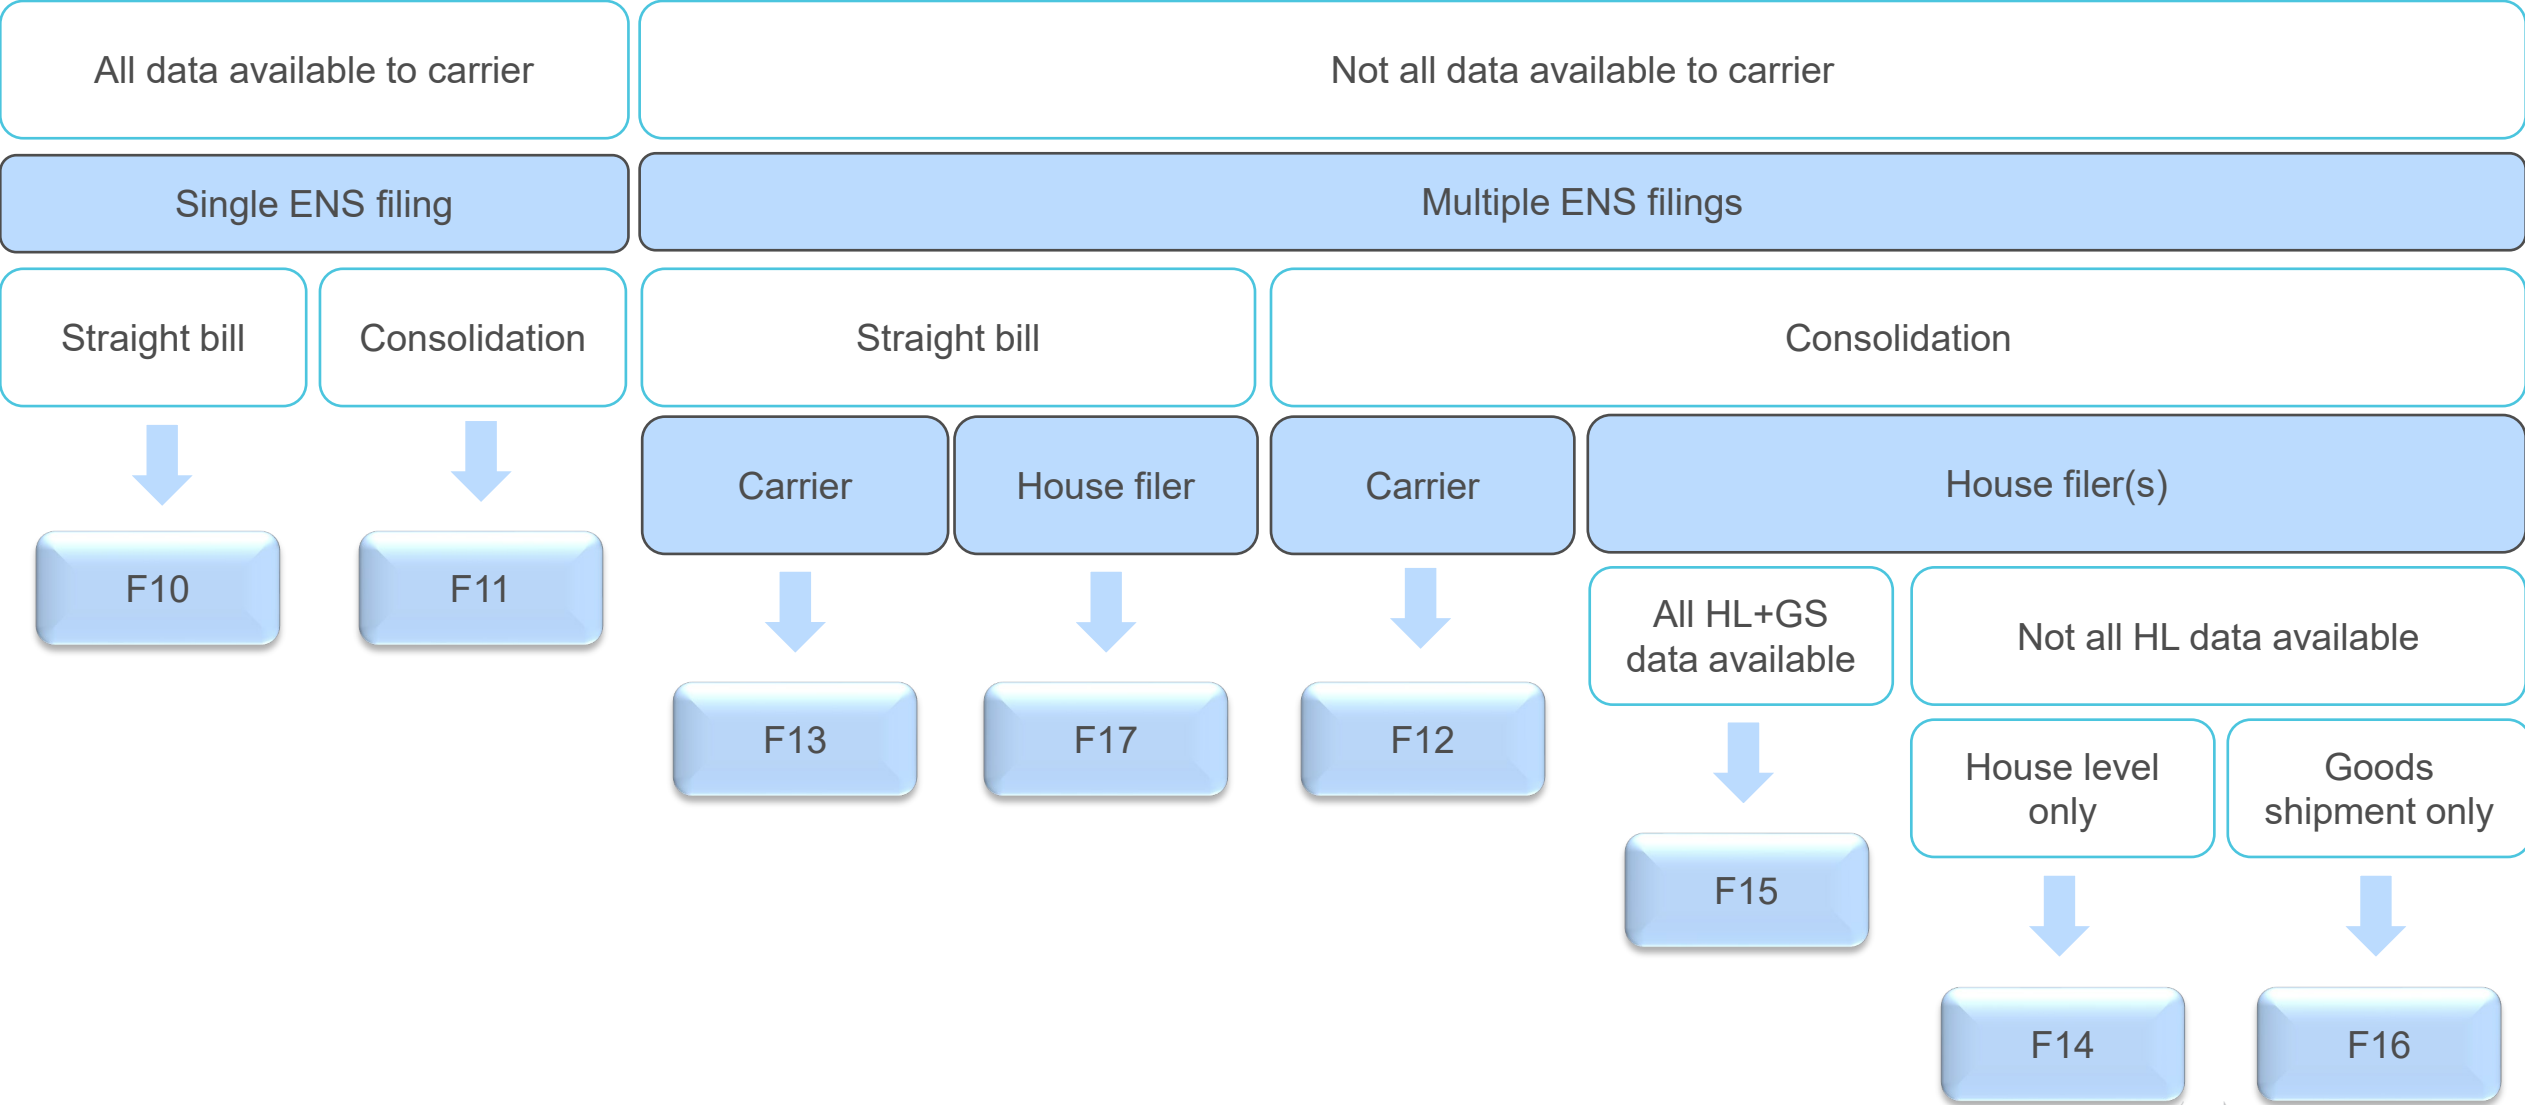 All data available to carrier
Not all data available to carrier
Single ENS filing
Multiple ENS filings
Straight bill
Consolidation
Straight bill
Consolidation
Carrier
House filer
Carrier
House filer(s)
F10
F11
All HL+GS
data available
Not all HL data available
F13
F17
F12
House level
only
Goods
shipment only
F15
F14
F16